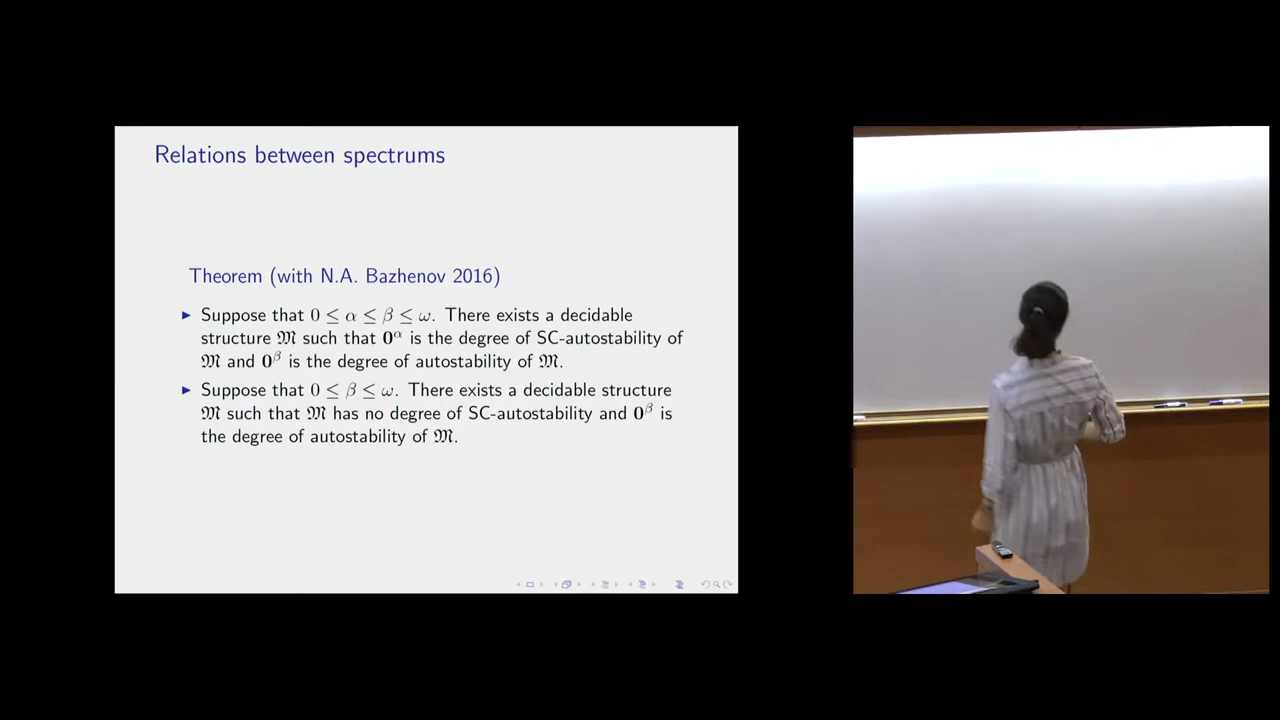 Relations between spectrums
Theorem (with N.A. Bazhenov 2016)
▶ Suppose that 0 ≤ α ≤ β ≤ ω. There exists a decidable
structure 𝔐 such that 𝟎^α is the degree of SC-autostability of
𝔐 and 𝟎^β is the degree of autostability of 𝔐.
▶ Suppose that 0 ≤ β ≤ ω. There exists a decidable structure
𝔐 such that 𝔐 has no degree of SC-autostability and 𝟎^β is
the degree of autostability of 𝔐.